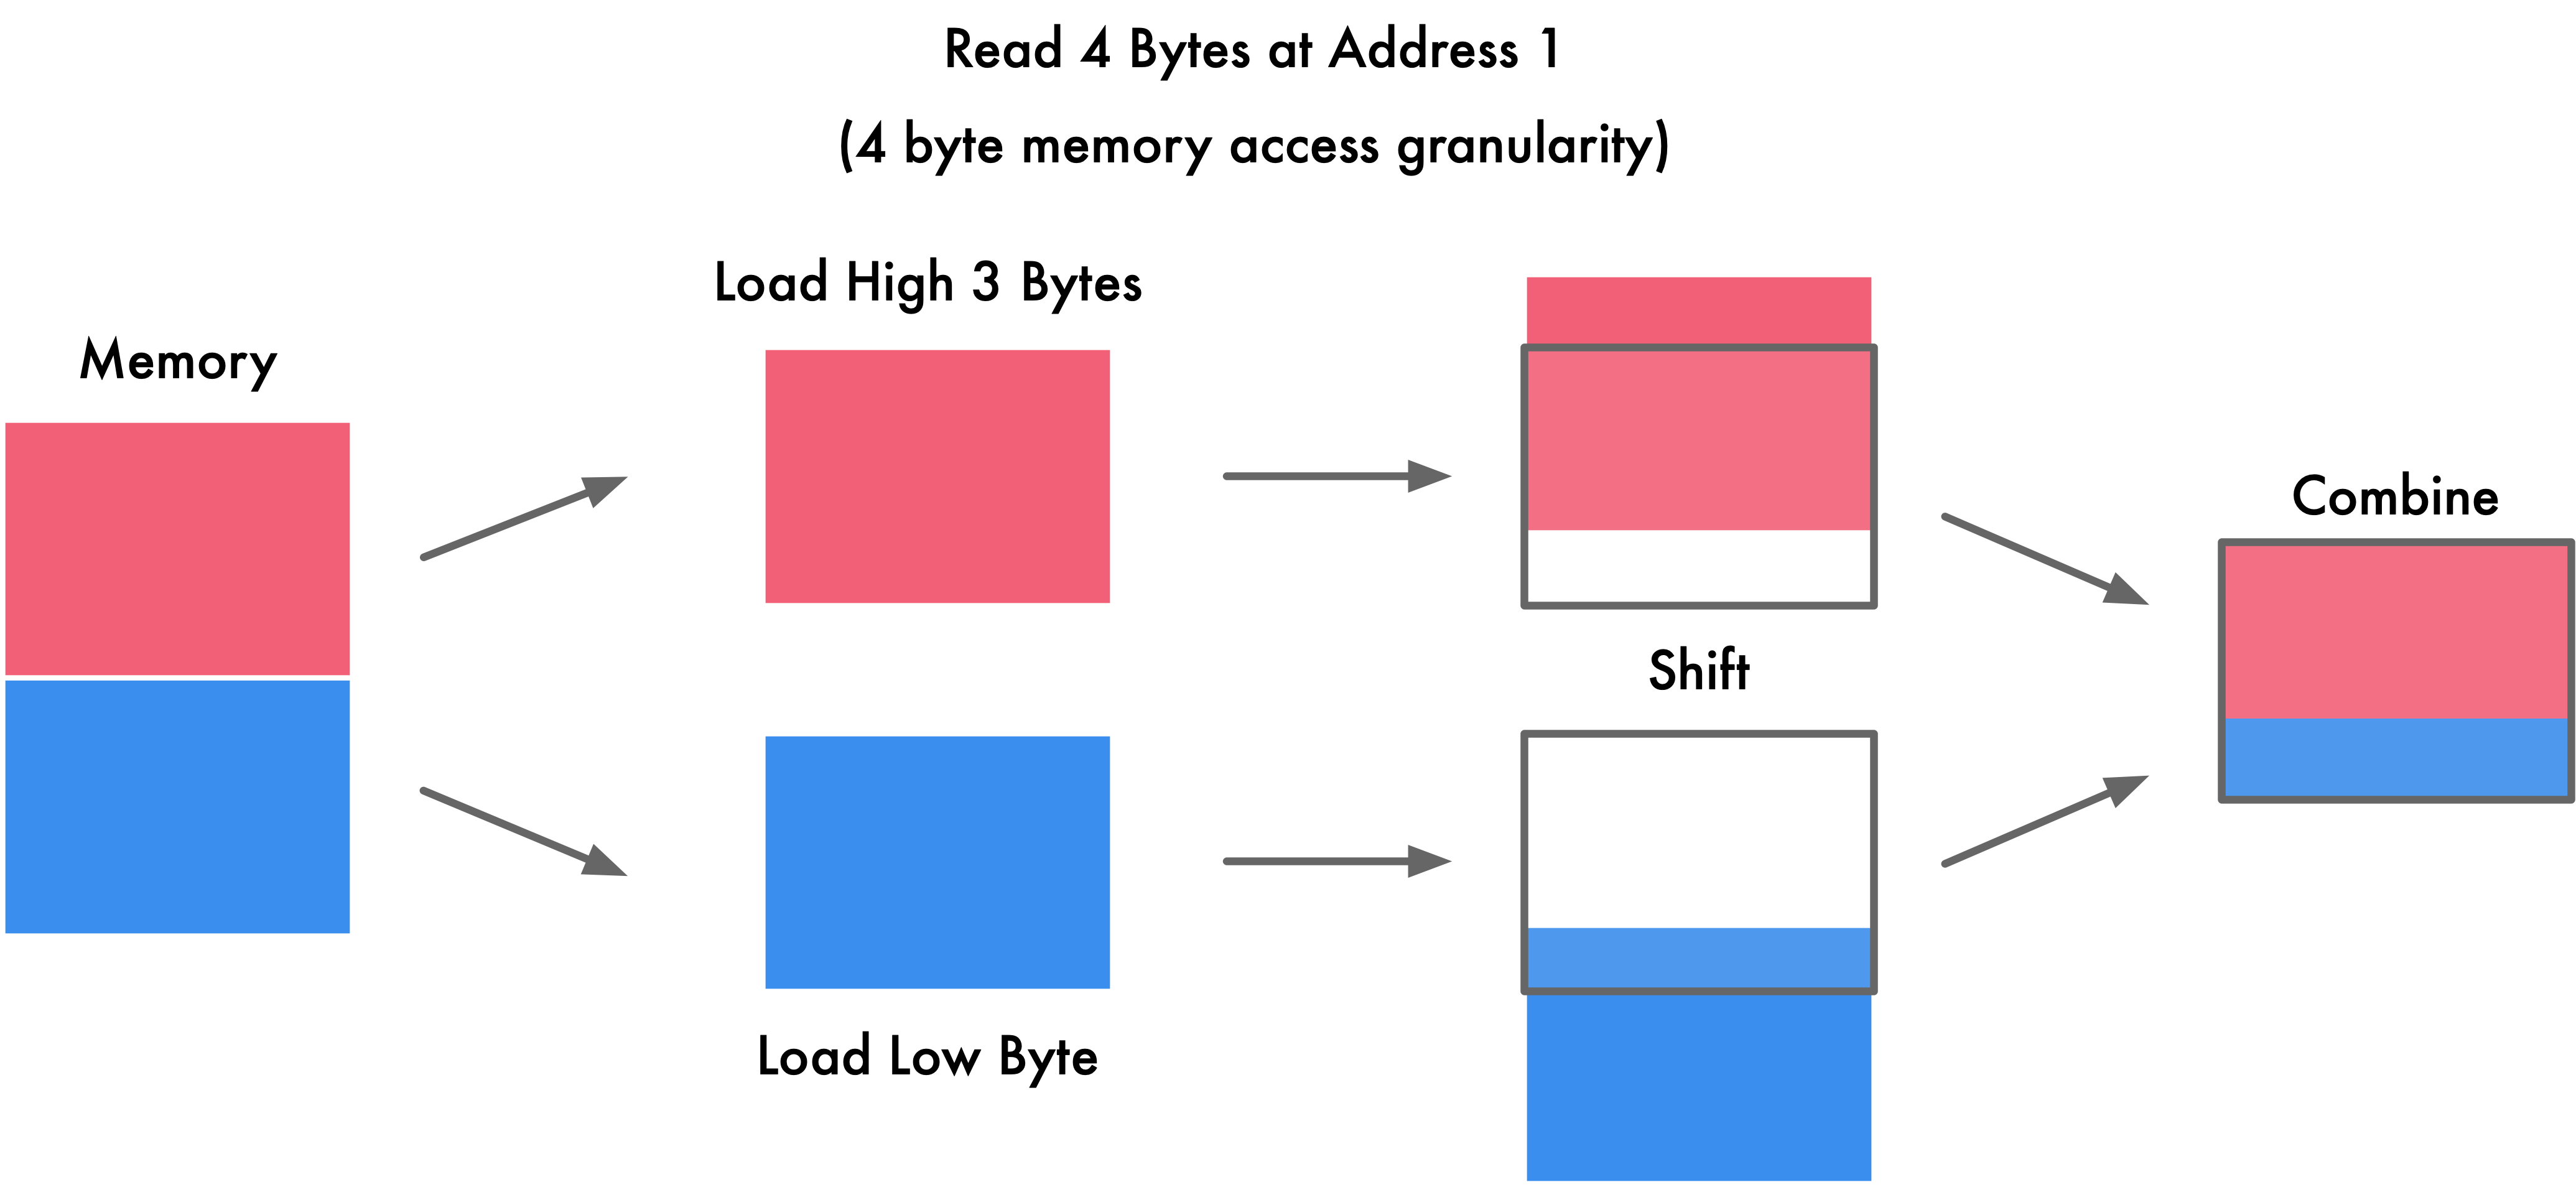 Read 4 Bytes at Address 1
(4 byte memory access granularity)
Memory
Load High 3 Bytes
Load Low Byte
Shift
Combine